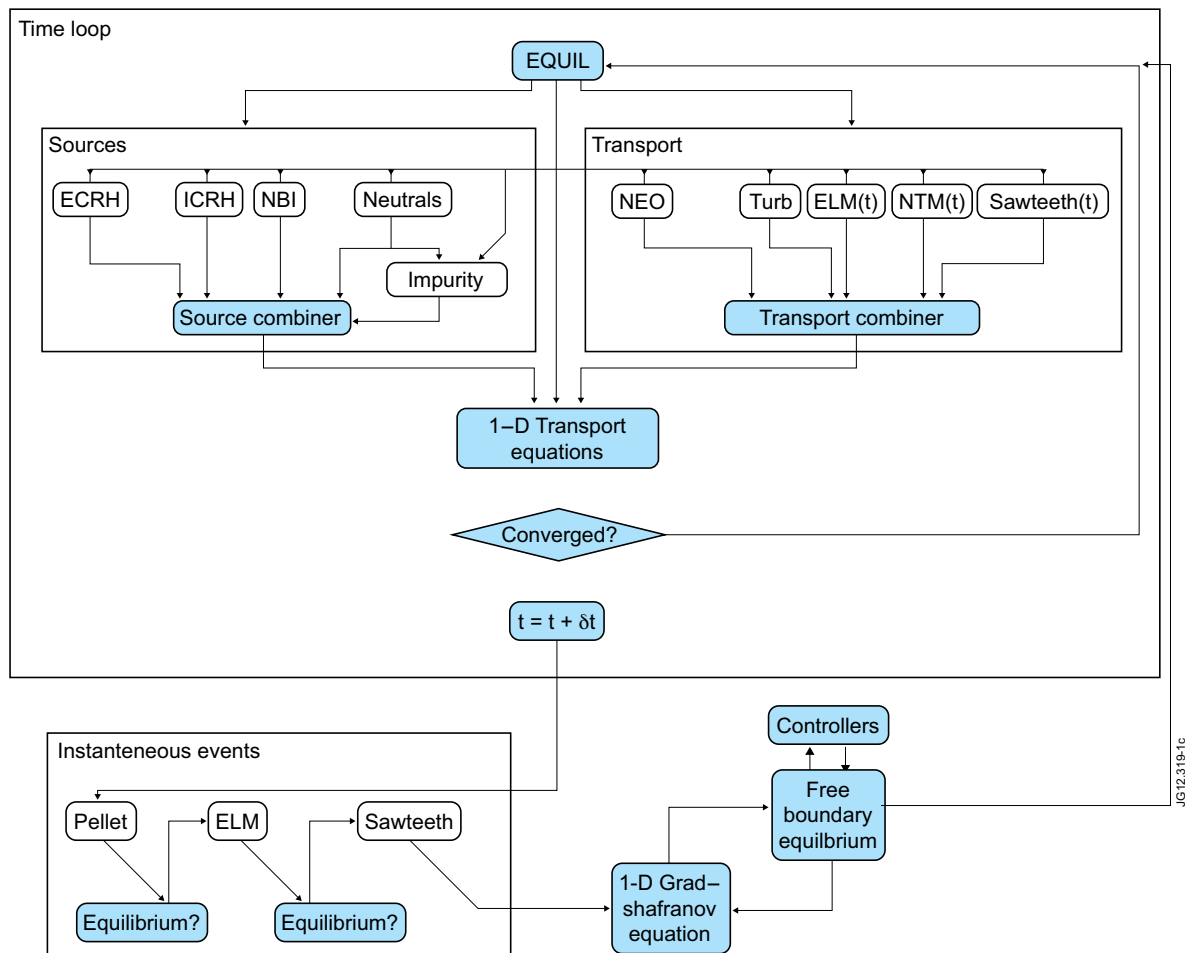 Time loop
EQUIL
Sources
ECRH
ICRH
NBI
Neutrals
Impurity
Source combiner
Transport
NEO
Turb
ELM(t)
NTM(t)
Sawteeth(t)
Transport combiner
1–D Transport
equations
Converged?
t = t + δt
Instanteneous events
Pellet
ELM
Sawteeth
Equilibrium?
Equilibrium?
Controllers
Free
boundary
equilbrium
1-D Grad–
shafranov
equation
JG12.319-1c